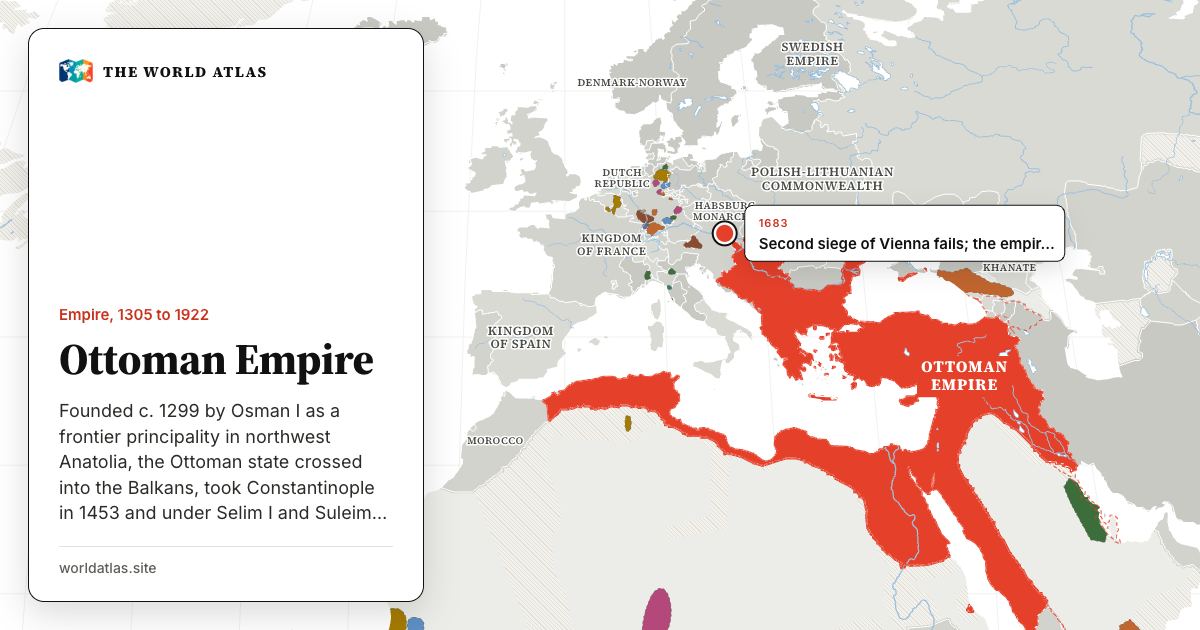 THE WORLD ATLAS
Empire, 1305 to 1922
Ottoman Empire
Founded c. 1299 by Osman I as a
frontier principality in northwest
Anatolia, the Ottoman state crossed
into the Balkans, took Constantinople
in 1453 and under Selim I and Suleim...
worldatlas.site
SWEDISH
EMPIRE
DENMARK-NORWAY
DUTCH
REPUBLIC
POLISH-LITHUANIAN
COMMONWEALTH
HABSBURG
MONARC
1683
Second siege of Vienna fails; the empir...
KINGDOM
OF FRANCE
KHANATE
KINGDOM
OF SPAIN
OTTOMAN
EMPIRE
MOROCCO